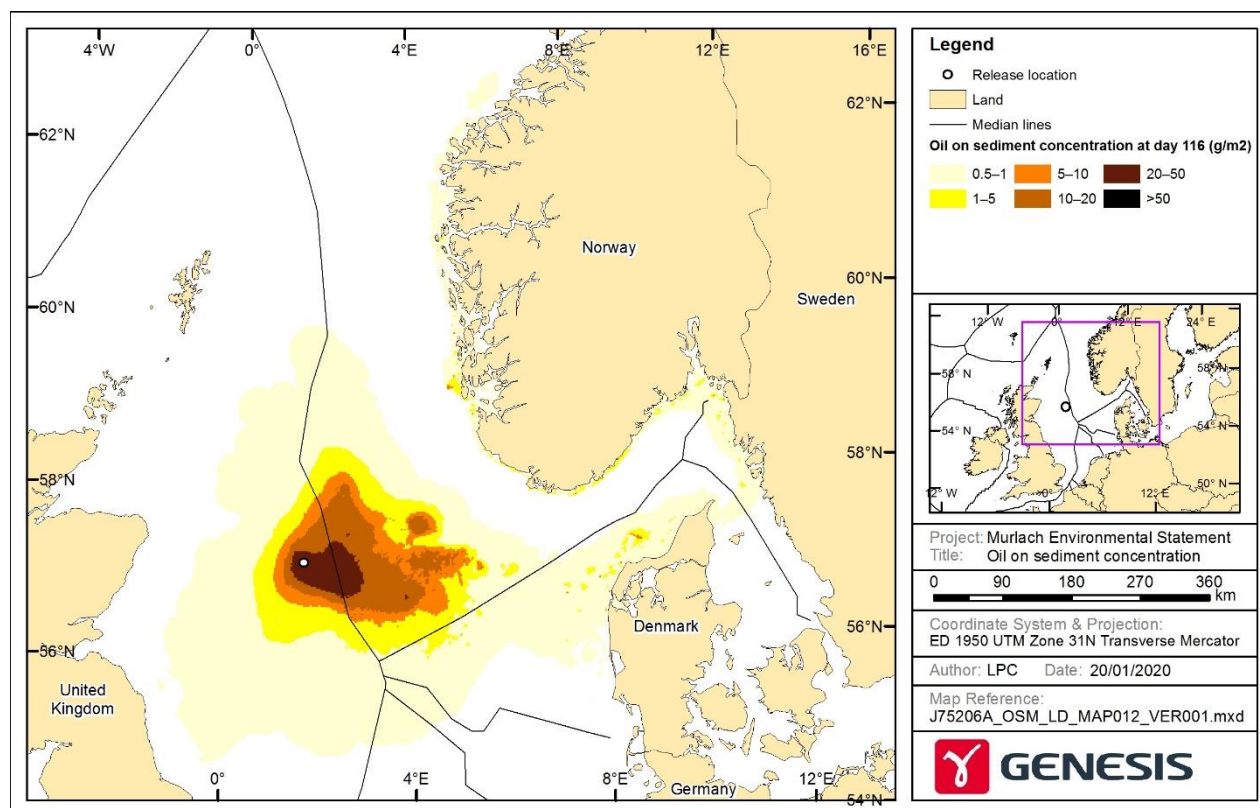 4°W 0° 4°E 8°E 12°E 16°E
62°N 62°N
Norway
60°N 60°N
Sweden
58°N 58°N
56°N 56°N
Denmark
United
Kingdom
Germany
0° 4°E 8°E 12°E 54°N
Legend
Release location
Land
Median lines
Oil on sediment concentration at day 116 (g/m2)
0.5–1 5–10 20–50
1–5 10–20 >50
12° W 0° 12° E 24° E
58° N 58° N
54° N 54° N
50° N
12° W 0° 12° E
Project: Murlach Environmental Statement
Title: Oil on sediment concentration
0 90 180 270 360
km
Coordinate System & Projection:
ED 1950 UTM Zone 31N Transverse Mercator
Author: LPC Date: 20/01/2020
Map Reference:
J75206A_OSM_LD_MAP012_VER001.mxd
GENESIS